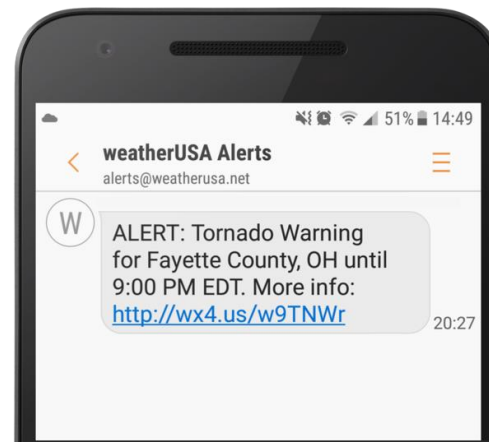 51% 14:49
weatherUSA Alerts
alerts@weatherusa.net
W
ALERT: Tornado Warning
for Fayette County, OH until
9:00 PM EDT. More info:
http://wx4.us/w9TNWr
20:27